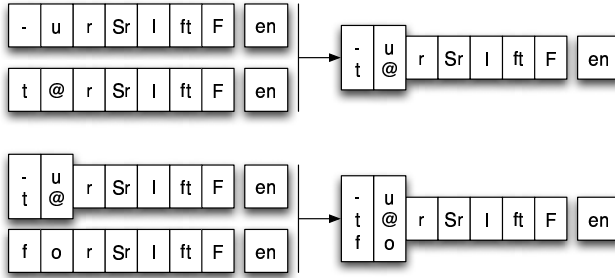 - u r Sr l ft F en
t @ r Sr l ft F en
- u
t @ r Sr l ft F en
- u
t @ r Sr l ft F en
f o r Sr l ft F en
- u
t @ r Sr l ft F en
f o